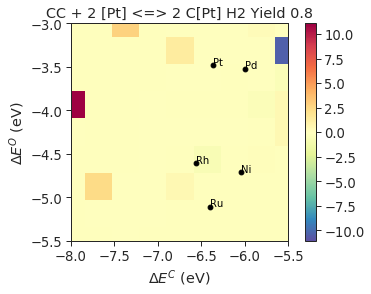 CC + 2 [Pt] <=> 2 C[Pt] H2 Yield 0.8
−3.0
−3.5
−4.0
−4.5
−5.0
−5.5
ΔE^O (eV)
Pt
Pd
Rh
Ni
Ru
−8.0 −7.5 −7.0 −6.5 −6.0 −5.5
ΔE^C (eV)
10.0
7.5
5.0
2.5
0.0
−2.5
−5.0
−7.5
−10.0